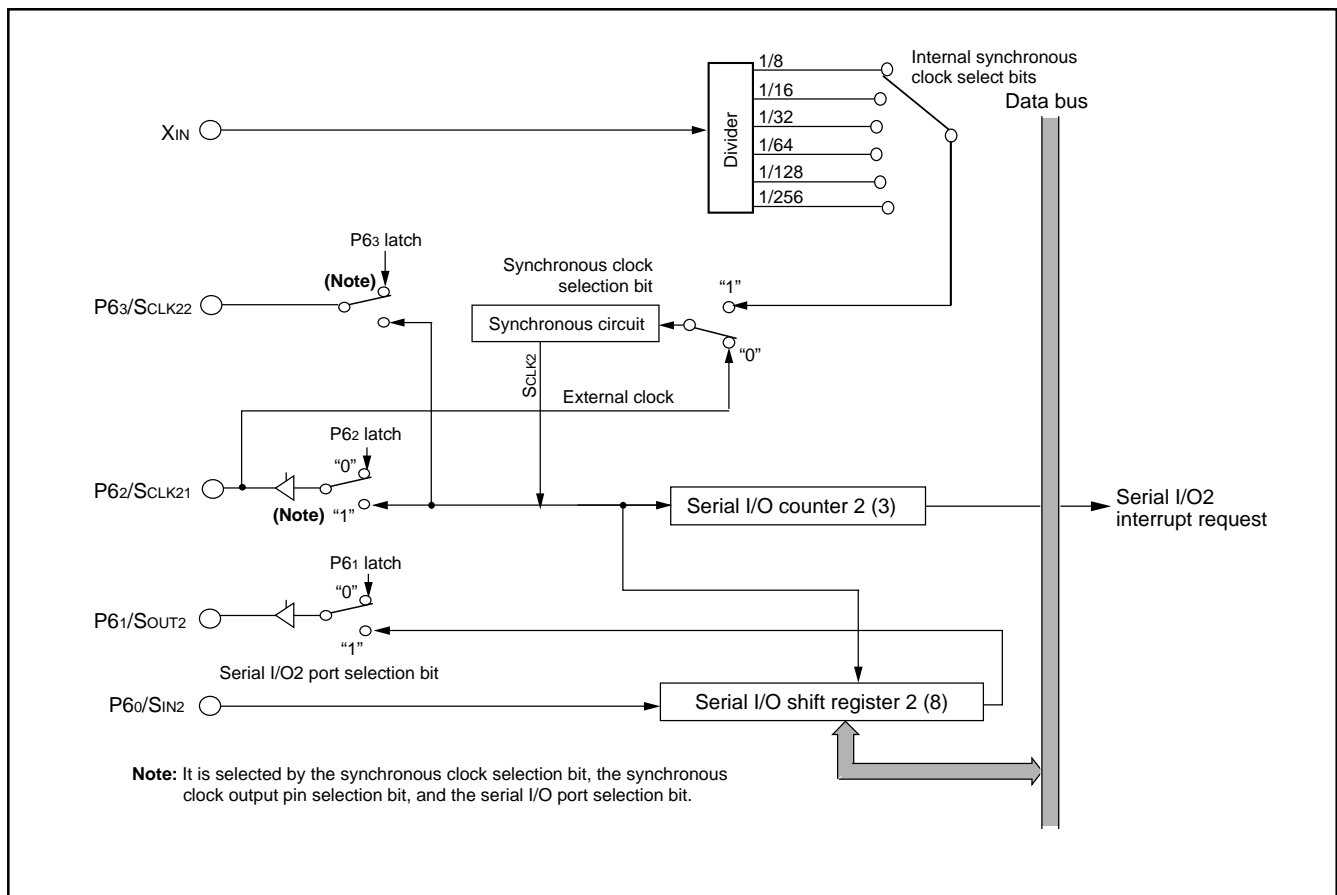 1/8
1/16
1/32
1/64
1/128
1/256
Divider
Internal synchronous
clock select bits
Data bus
XIN
P63 latch
(Note)
P63/SCLK22
Synchronous clock
selection bit
"1"
Synchronous circuit
"0"
SCLK2
External clock
P62 latch
"0"
P62/SCLK21
(Note) "1"
Serial I/O counter 2 (3)
Serial I/O2
interrupt request
P61 latch
"0"
P61/SOUT2
"1"
Serial I/O2 port selection bit
P60/SIN2
Serial I/O shift register 2 (8)
Note: It is selected by the synchronous clock selection bit, the synchronous
clock output pin selection bit, and the serial I/O port selection bit.